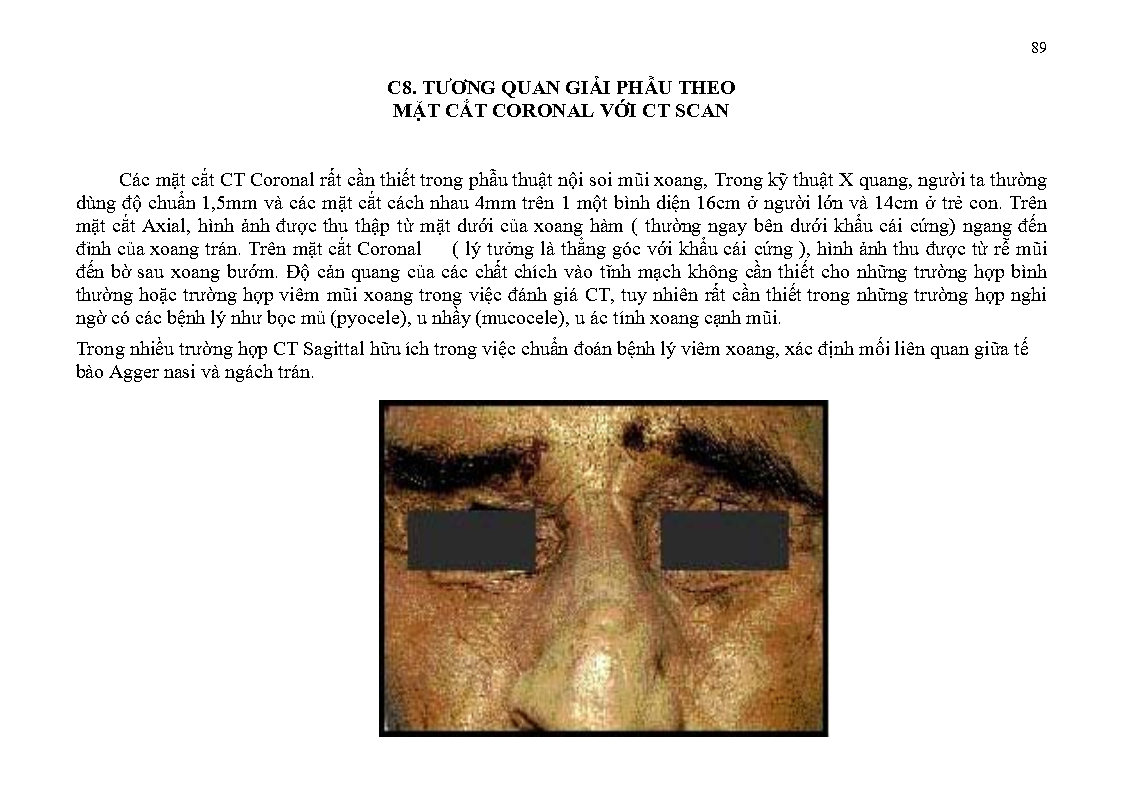 89
C8. TƯƠNG QUAN GIẢI PHẪU THEO
MẶT CẮT CORONAL VỚI CT SCAN
Các mặt cắt CT Coronal rất cần thiết trong phẫu thuật nội soi mũi xoang, Trong kỹ thuật X quang, người ta thường
dùng độ chuẩn 1,5mm và các mặt cắt cách nhau 4mm trên 1 một bình diện 16cm ở người lớn và 14cm ở trẻ con. Trên
mặt cắt Axial, hình ảnh được thu thập từ mặt dưới của xoang hàm ( thường ngay bên dưới khẩu cái cứng) ngang đến
đỉnh của xoang trán. Trên mặt cắt Coronal ( lý tưởng là thẳng góc với khẩu cái cứng ), hình ảnh thu được từ rễ mũi
đến bờ sau xoang bướm. Độ cản quang của các chất chích vào tĩnh mạch không cần thiết cho những trường hợp bình
thường hoặc trường hợp viêm mũi xoang trong việc đánh giá CT, tuy nhiên rất cần thiết trong những trường hợp nghi
ngờ có các bệnh lý như bọc mủ (pyocele), u nhầy (mucocele), u ác tính xoang cạnh mũi.
Trong nhiều trường hợp CT Sagittal hữu ích trong việc chuẩn đoán bệnh lý viêm xoang, xác định mối liên quan giữa tế
bào Agger nasi và ngách trán.